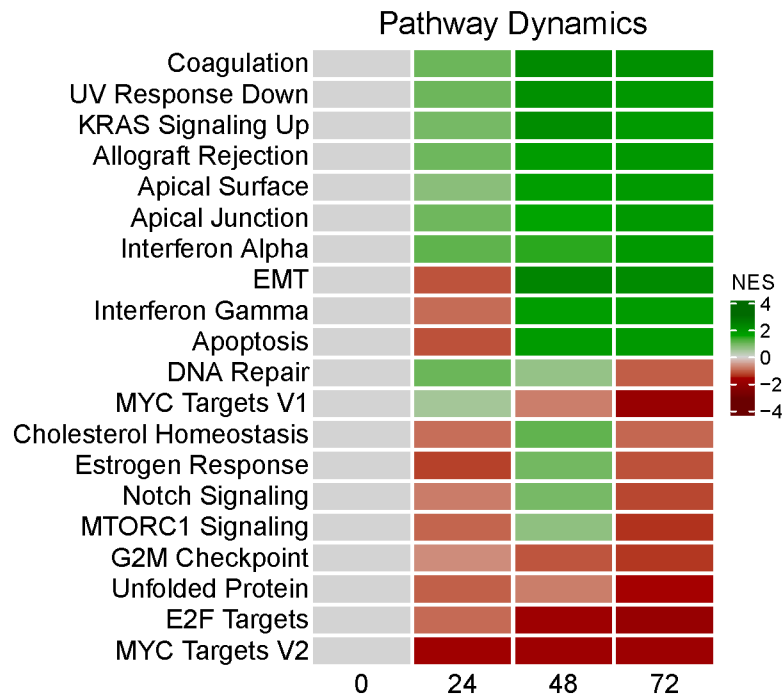 Pathway Dynamics
Coagulation
UV Response Down
KRAS Signaling Up
Allograft Rejection
Apical Surface
Apical Junction
Interferon Alpha
EMT
Interferon Gamma
Apoptosis
DNA Repair
MYC Targets V1
Cholesterol Homeostasis
Estrogen Response
Notch Signaling
MTORC1 Signaling
G2M Checkpoint
Unfolded Protein
E2F Targets
MYC Targets V2
0 24 48 72
NES
4
2
0
−2
−4